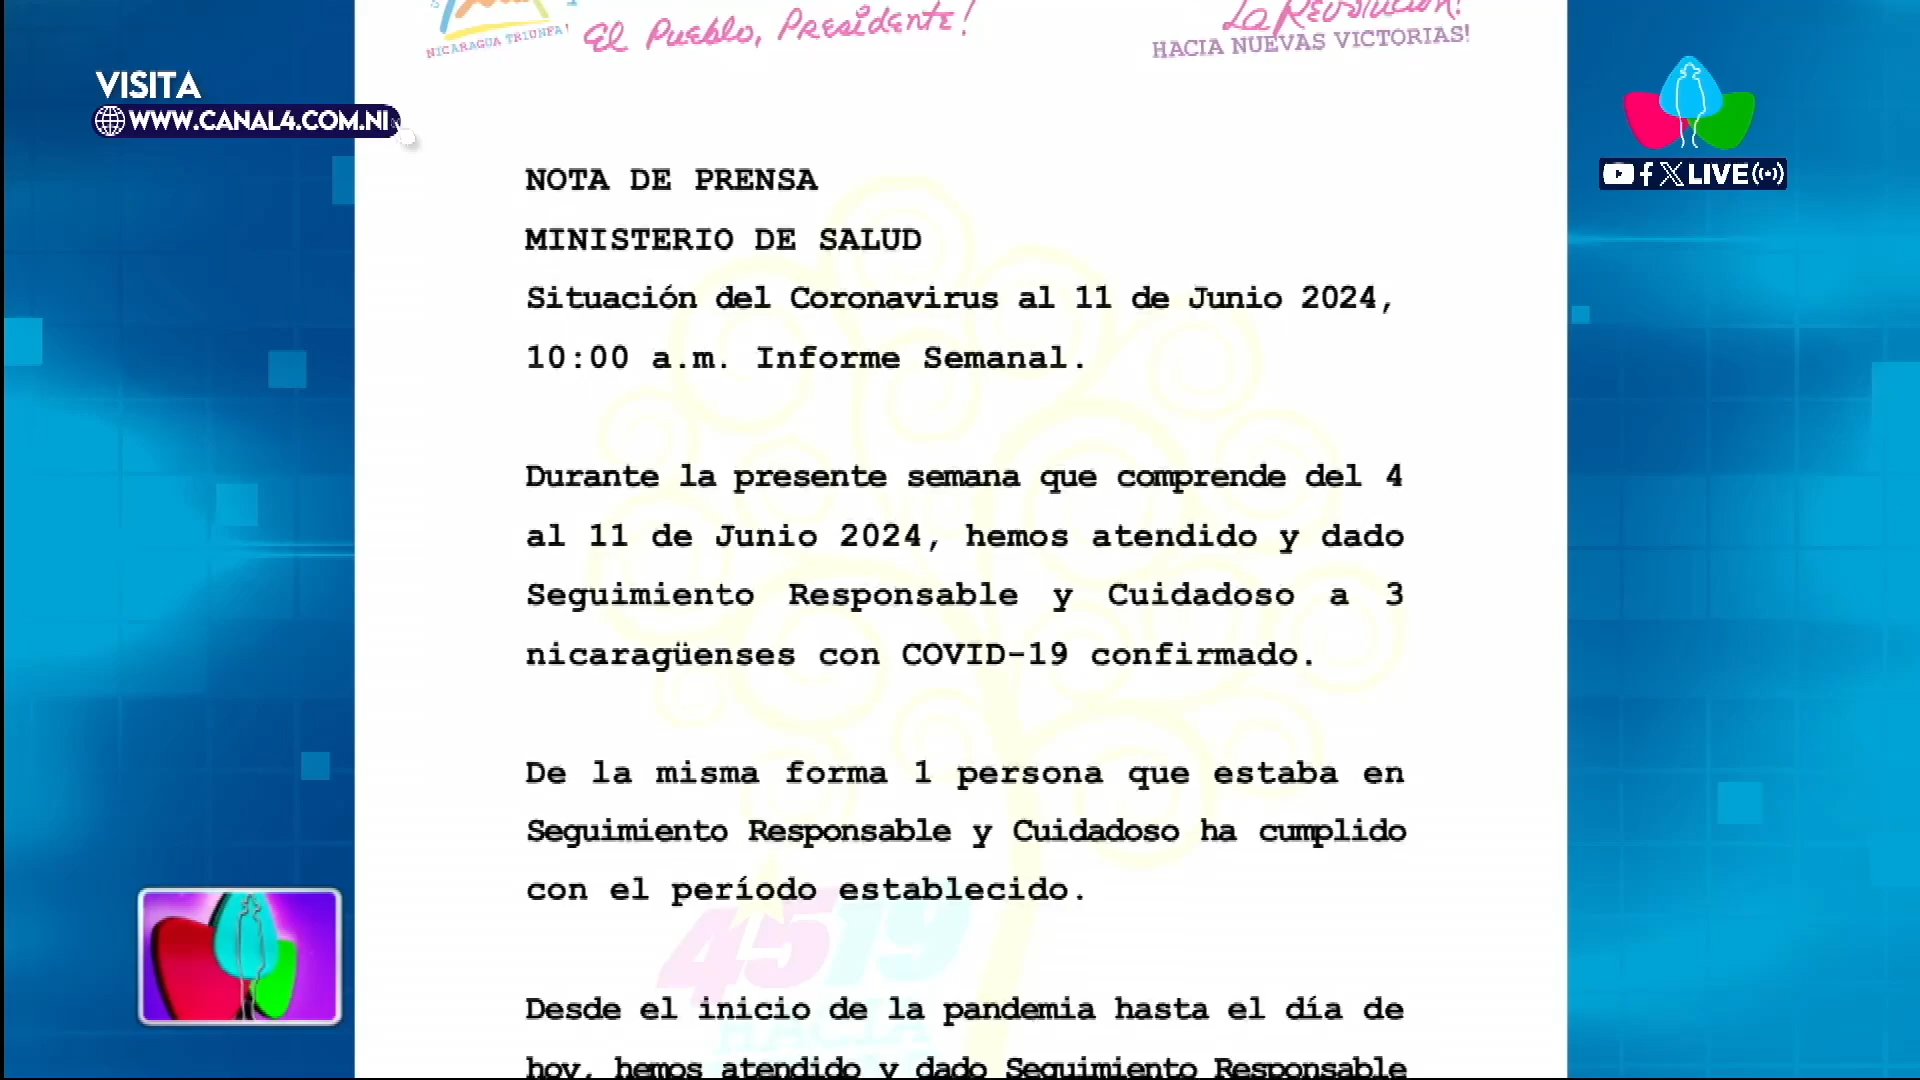 NICARAGUA TRIUNFA!
El Pueblo, Presidente!
La Revolución!
HACIA NUEVAS VICTORIAS!
VISITA
WWW.CANAL4.COM.NI
LIVE
NOTA DE PRENSA
MINISTERIO DE SALUD
Situación del Coronavirus al 11 de Junio 2024,
10:00 a.m. Informe Semanal.
Durante la presente semana que comprende del 4
al 11 de Junio 2024, hemos atendido y dado
Seguimiento Responsable y Cuidadoso a 3
nicaragüenses con COVID-19 confirmado.
De la misma forma 1 persona que estaba en
Seguimiento Responsable y Cuidadoso ha cumplido
con el período establecido.
4519
HACIA
Desde el inicio de la pandemia hasta el día de
hoy, hemos atendido y dado Seguimiento Responsable